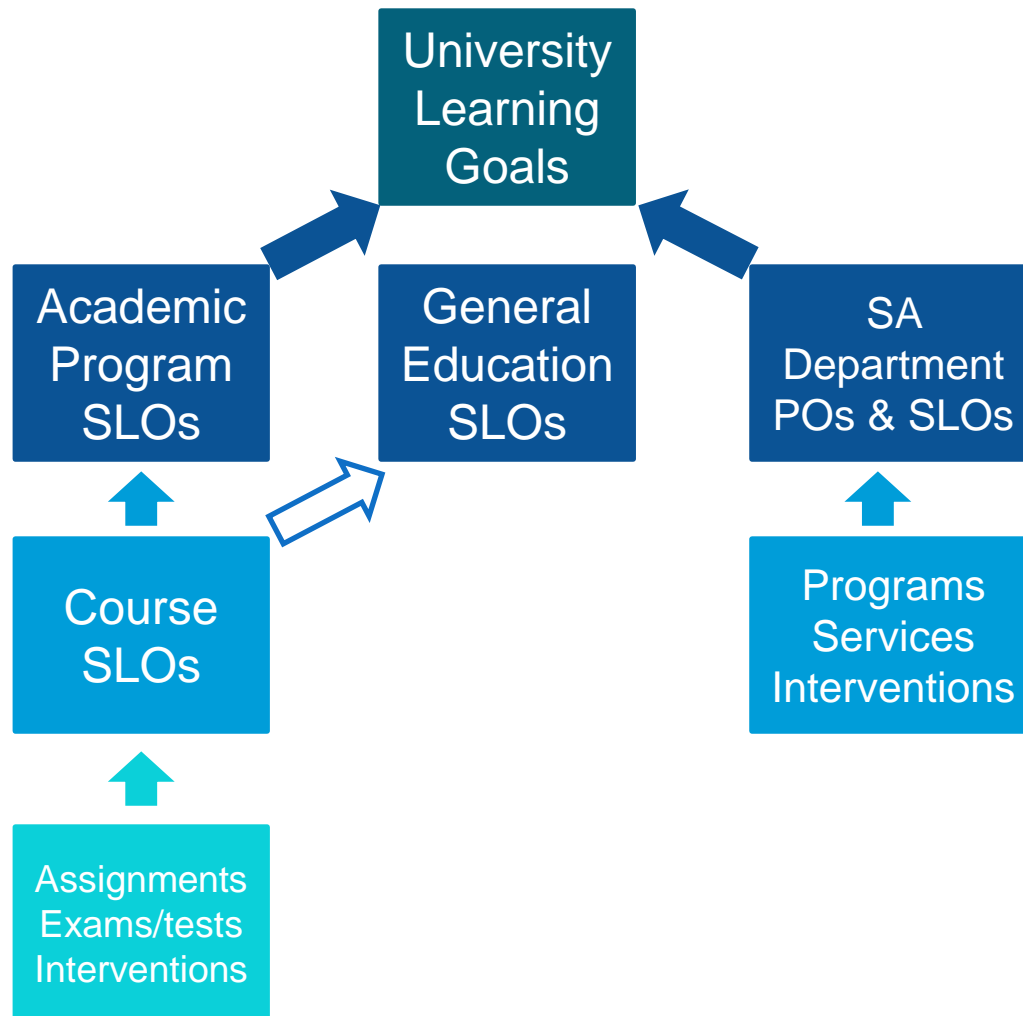 University
Learning
Goals
Academic
Program
SLOs
General
Education
SLOs
SA
Department
POs & SLOs
Course
SLOs
Programs
Services
Interventions
Assignments
Exams/tests
Interventions